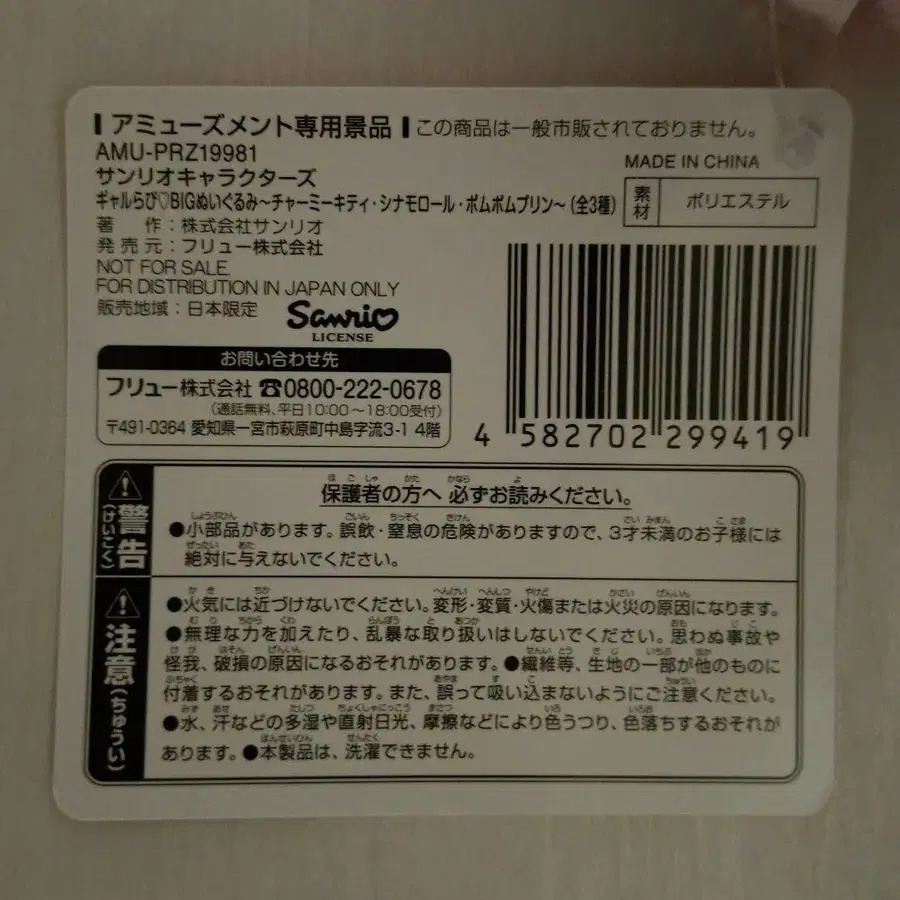 アミューズメント専用景品 この商品は一般市販されておりません。
AMU-PRZ19981
サンリオキャラクターズ
ギャルらび♡BIGぬいぐるみ～チャーミーキティ・シナモロール・ポムポムプリン～(全3種)
著　作：株式会社サンリオ
発売元：フリュー株式会社
NOT FOR SALE.
FOR DISTRIBUTION IN JAPAN ONLY
販売地域：日本限定
Sanrio
LICENSE
MADE IN CHINA
素材 ポリエステル
お問い合わせ先
フリュー株式会社 ☎0800-222-0678
(通話無料、平日10:00～18:00受付)
〒491-0364 愛知県一宮市萩原町中島字流3-1 4階
4 582702 299419
警告(けいこく)
保護者の方へ 必ずお読みください。
●小部品があります。誤飲・窒息の危険がありますので、3才未満のお子様には
絶対に与えないでください。
注意(ちゅうい)
●火気には近づけないでください。変形・変質・火傷または火災の原因になります。
●無理な力を加えたり、乱暴な取り扱いはしないでください。思わぬ事故や
怪我、破損の原因になるおそれがあります。●繊維等、生地の一部が他のものに
付着するおそれがあります。また、誤って吸い込まないようにご注意ください。
●水、汗などの多湿や直射日光、摩擦などにより色うつり、色落ちするおそれが
あります。●本製品は、洗濯できません。